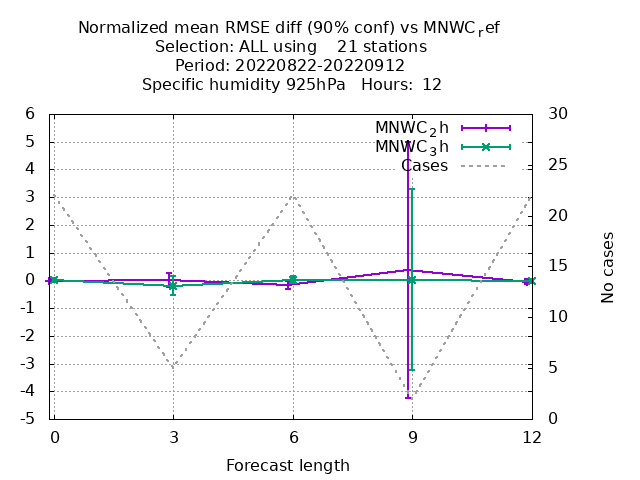 Normalized mean RMSE diff (90% conf) vs MNWC_ref
Selection: ALL using    21 stations
Period: 20220822-20220912
Specific humidity 925hPa   Hours:  12
MNWC_2h
MNWC_3h
Cases
6
5
4
3
2
1
0
-1
-2
-3
-4
-5
30
25
20
15
10
5
0
No cases
0 3 6 9 12
Forecast length